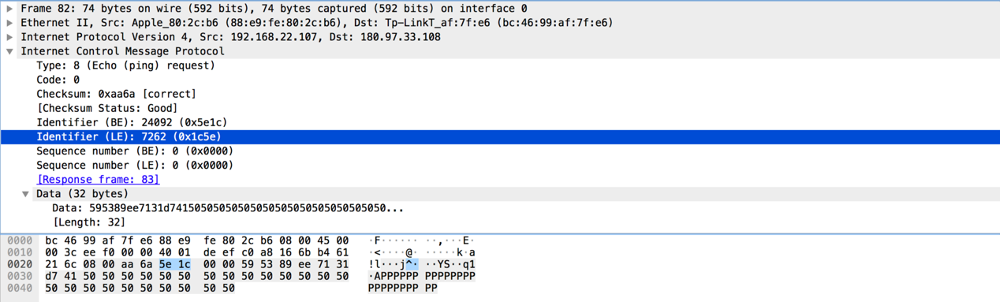 Frame 82: 74 bytes on wire (592 bits), 74 bytes captured (592 bits) on interface 0
Ethernet II, Src: Apple_80:2c:b6 (88:e9:fe:80:2c:b6), Dst: Tp-LinkT_af:7f:e6 (bc:46:99:af:7f:e6)
Internet Protocol Version 4, Src: 192.168.22.107, Dst: 180.97.33.108
Internet Control Message Protocol
Type: 8 (Echo (ping) request)
Code: 0
Checksum: 0xaa6a [correct]
[Checksum Status: Good]
Identifier (BE): 24092 (0x5e1c)
Identifier (LE): 7262 (0x1c5e)
Sequence number (BE): 0 (0x0000)
Sequence number (LE): 0 (0x0000)
[Response frame: 83]
Data (32 bytes)
Data: 595389ee7131d741505050505050505050505050505050...
[Length: 32]
0000 bc 46 99 af 7f e6 88 e9 fe 80 2c b6 08 00 45 00 ·F······ ··,···E·
0010 00 3c ee f0 00 00 40 01 de ef c0 a8 16 6b b4 61 ·<····@· ·····k·a
0020 21 6c 08 00 aa 6a 5e 1c 00 00 59 53 89 ee 71 31 !l···j^· ··YS··q1
0030 d7 41 50 50 50 50 50 50 50 50 50 50 50 50 50 50 ·APPPPPP PPPPPPPP
0040 50 50 50 50 50 50 50 50 50 50 PPPPPPPP PP